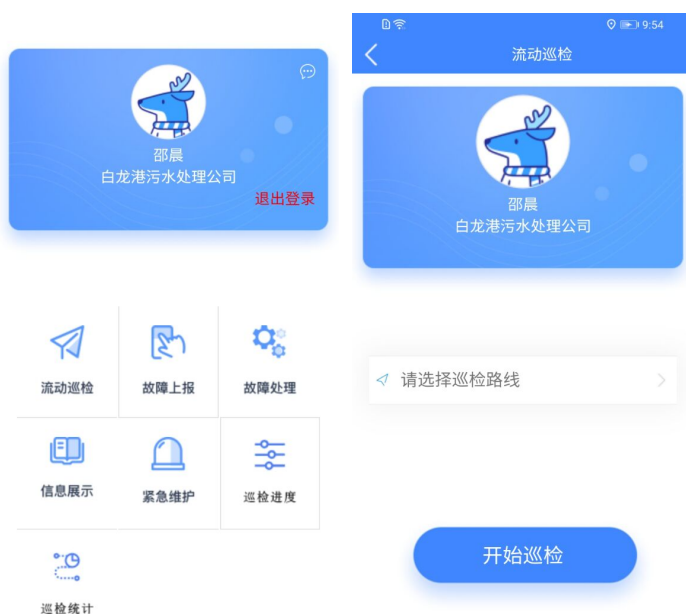 邵晨
白龙港污水处理公司
退出登录
流动巡检
故障上报
故障处理
信息展示
紧急维护
巡检进度
巡检统计
9:54
流动巡检
邵晨
白龙港污水处理公司
请选择巡检路线
开始巡检